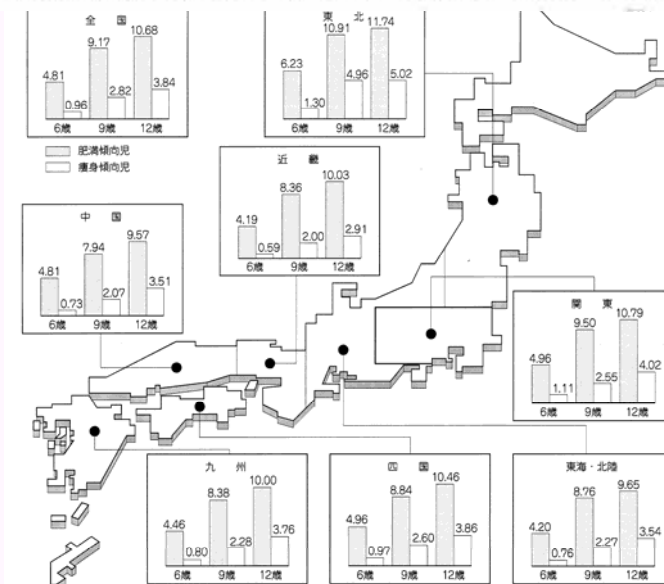 全国
4.81 0.96 9.17 2.82 10.68 3.84
6歳 9歳 12歳
肥満傾向児
痩身傾向児
東北
6.23 1.30 10.91 4.96 11.74 5.02
6歳 9歳 12歳
近畿
4.19 0.59 8.36 2.00 10.03 2.91
6歳 9歳 12歳
中国
4.81 0.73 7.94 2.07 9.57 3.51
6歳 9歳 12歳
関東
4.96 1.11 9.50 2.55 10.79 4.02
6歳 9歳 12歳
九州
4.46 0.80 8.38 2.28 10.00 3.76
6歳 9歳 12歳
四国
4.96 0.97 8.84 2.60 10.46 3.86
6歳 9歳 12歳
東海・北陸
4.20 0.76 8.76 2.27 9.65 3.54
6歳 9歳 12歳